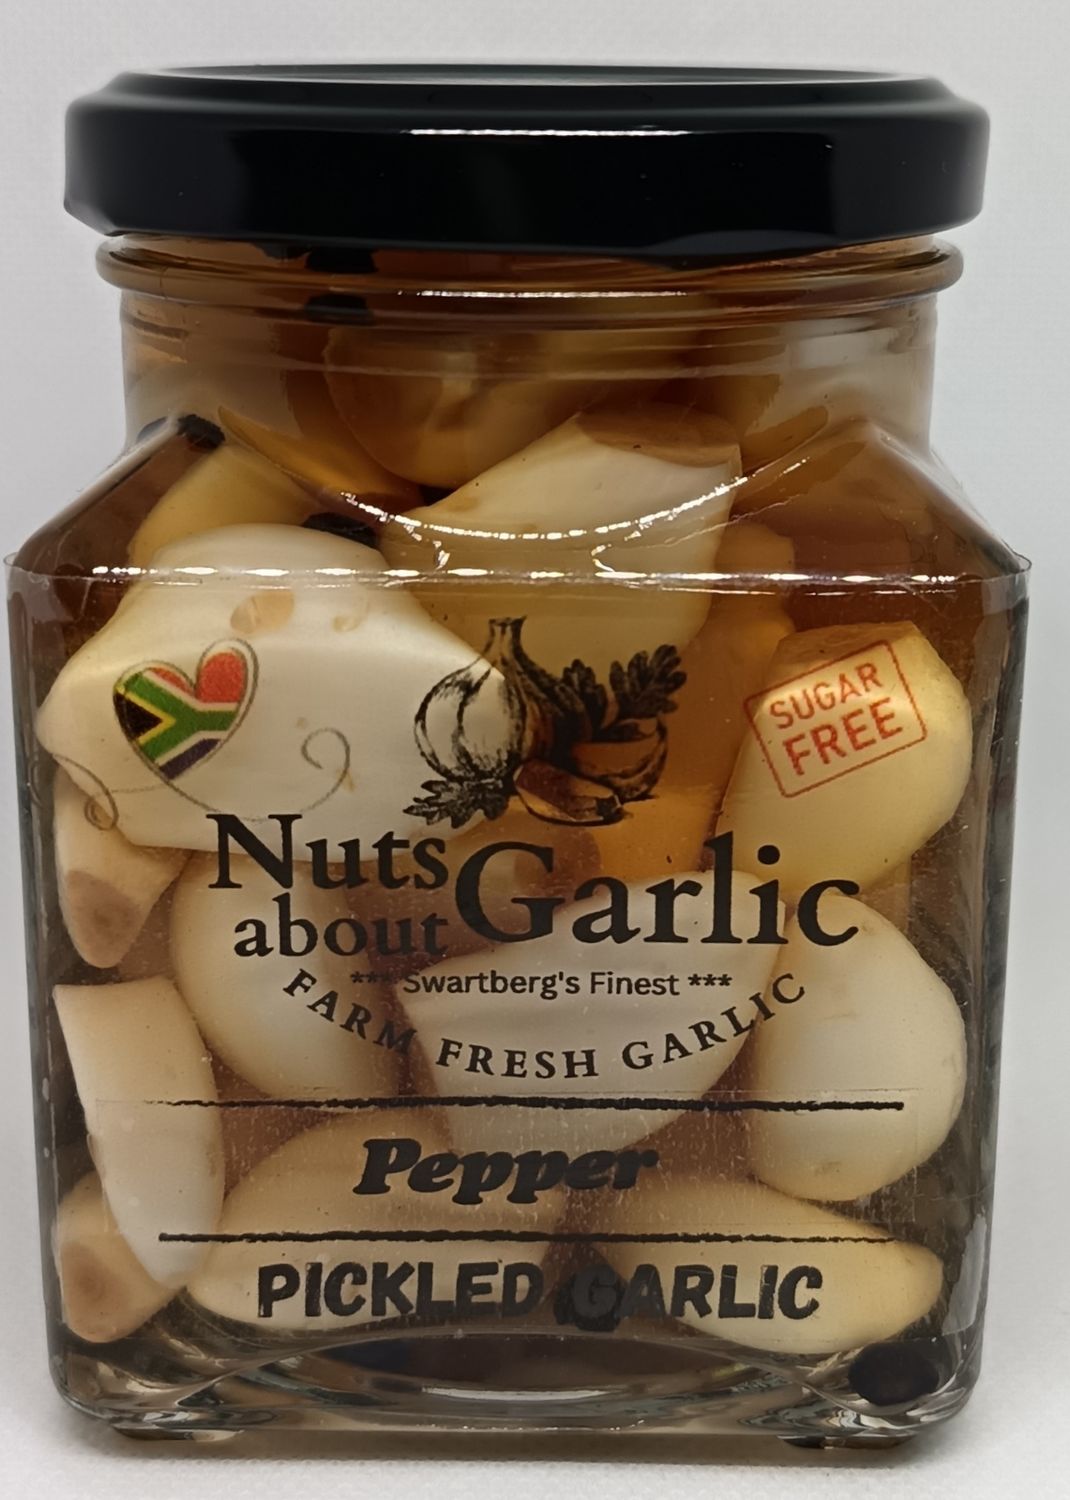 SUGAR
FREE
Nuts
about Garlic
*** Swartberg's Finest ***
FARM FRESH GARLIC
Pepper
PICKLED GARLIC